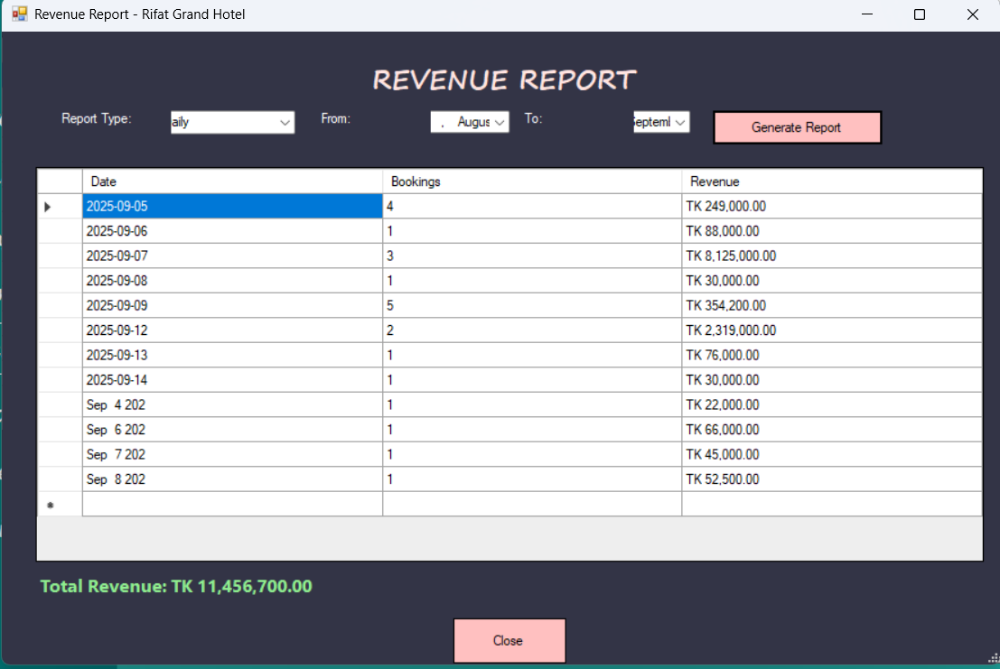 Revenue Report - Rifat Grand Hotel
REVENUE REPORT
Report Type: aily From: , Augus To: Septeml Generate Report
Date Bookings Revenue
2025-09-05 4 TK 249,000.00
2025-09-06 1 TK 88,000.00
2025-09-07 3 TK 8,125,000.00
2025-09-08 1 TK 30,000.00
2025-09-09 5 TK 354,200.00
2025-09-12 2 TK 2,319,000.00
2025-09-13 1 TK 76,000.00
2025-09-14 1 TK 30,000.00
Sep 4 202 1 TK 22,000.00
Sep 6 202 1 TK 66,000.00
Sep 7 202 1 TK 45,000.00
Sep 8 202 1 TK 52,500.00
Total Revenue: TK 11,456,700.00
Close